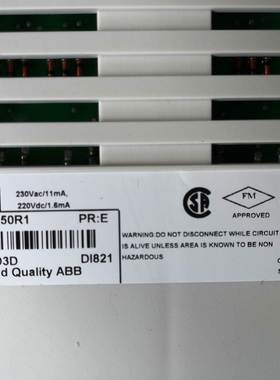 230Vac/11mA,
220Vdc/1.6mA
50R1 PR:E
03D DI821
d Quality ABB
FM
APPROVED
WARNING:DO NOT DISCONNECT WHILE CIRCUIT
IS ALIVE UNLESS AREA IS KNOWN TO BE NON
HAZARDOUS